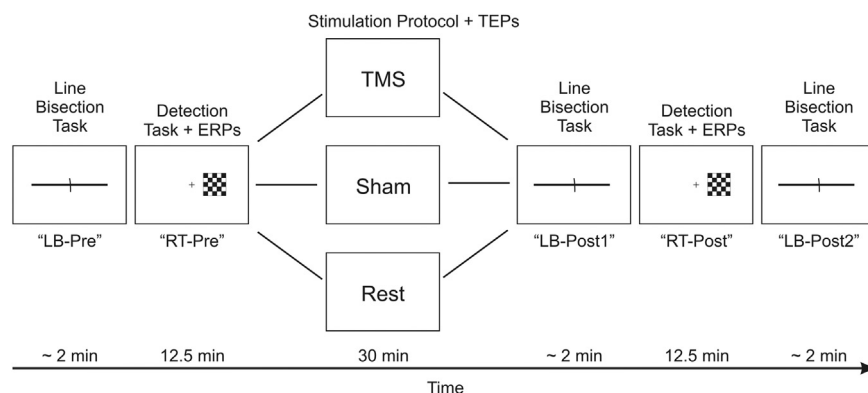 Stimulation Protocol + TEPs
Line
Bisection
Task
Detection
Task + ERPs
TMS
Line
Bisection
Task
Detection
Task + ERPs
Line
Bisection
Task
Sham
“LB-Pre”
“RT-Pre”
“LB-Post1”
“RT-Post”
“LB-Post2”
Rest
~ 2 min
12.5 min
30 min
~ 2 min
12.5 min
~ 2 min
Time